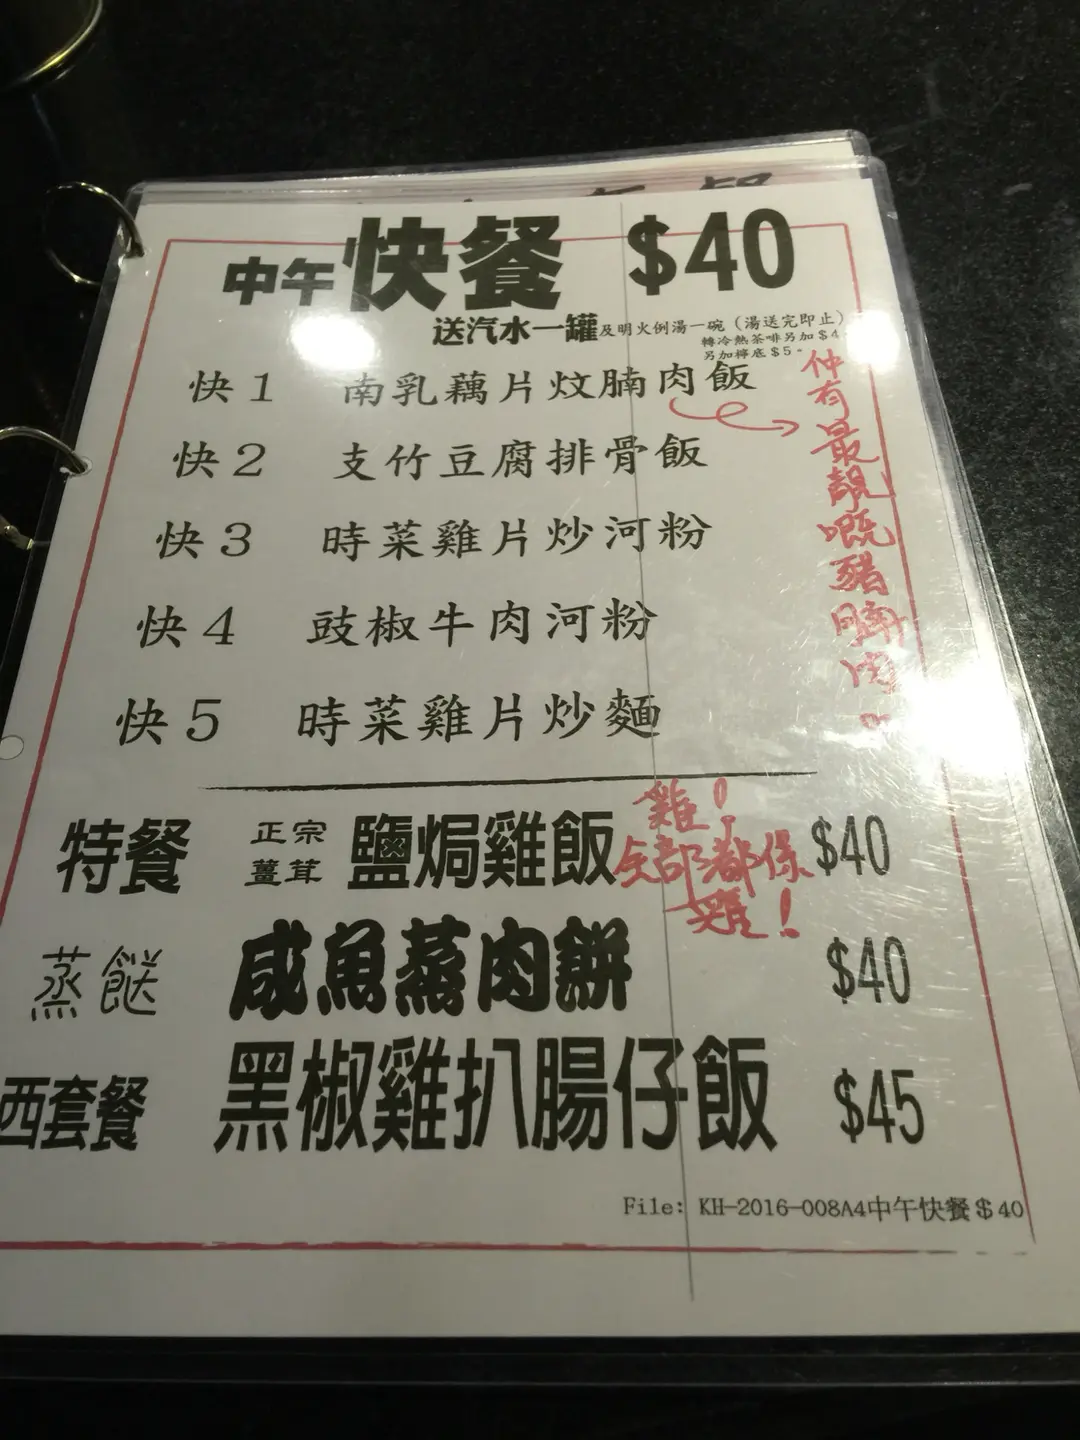 中午快餐 $40
送汽水一罐及明火例湯一碗（湯送完即止）
轉冷熱茶啡另加＄4
另加檸底＄5。
快1 南乳藕片炆腩肉飯
快2 支竹豆腐排骨飯
快3 時菜雞片炒河粉
快4 豉椒牛肉河粉
快5 時菜雞片炒麵
仲有最靚嘅豬腩肉。
特餐 正宗薑茸 鹽焗雞飯 $40
雞！
全部都係
雞！
蒸餸 咸魚蒸肉餅 $40
西套餐 黑椒雞扒腸仔飯 $45
File: KH-2016-008A4中午快餐＄40